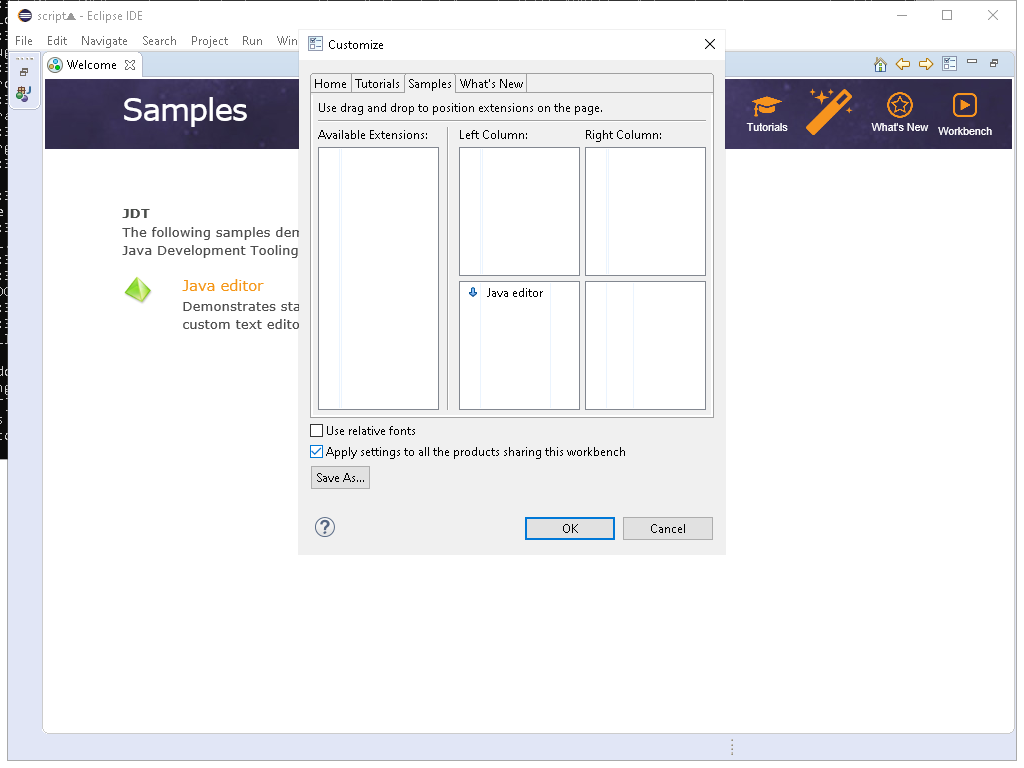 script▲ - Eclipse IDE
File Edit Navigate Search Project Run Win
Customize
Welcome
Home Tutorials Samples What's New
Samples
Use drag and drop to position extensions on the page.
Tutorials What's New Workbench
Available Extensions: Left Column: Right Column:
JDT
The following samples dem
Java Development Tooling
Java editor
Demonstrates sta
custom text edito
Java editor
Use relative fonts
Apply settings to all the products sharing this workbench
Save As...
?
OK Cancel